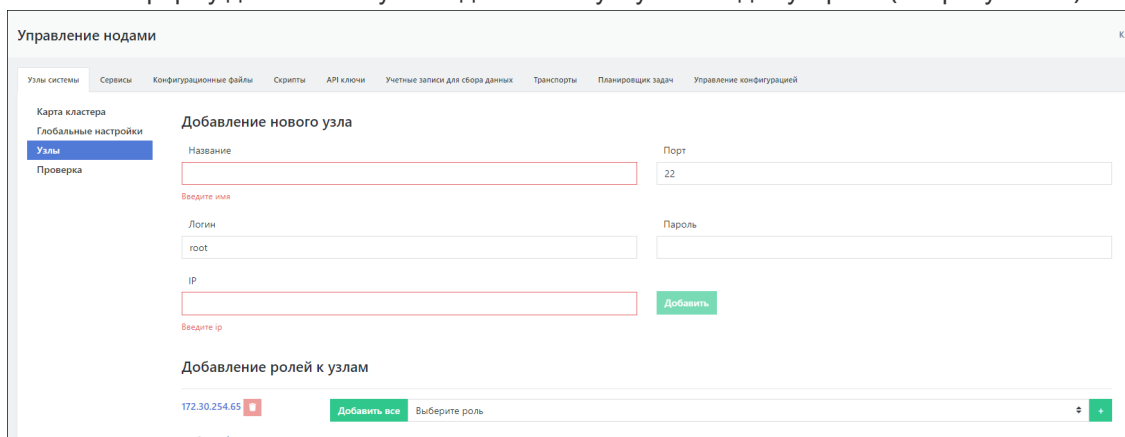 Управление нодами
К
Узлы системы Сервисы Конфигурационные файлы Скрипты API ключи Учетные записи для сбора данных Транспорты Планировщик задач Управление конфигурацией
Карта кластера
Глобальные настройки
Узлы
Проверка
Добавление нового узла
Название Порт
22
Введите имя
Логин Пароль
root
IP
Добавить
Введите ip
Добавление ролей к узлам
172.30.254.65 Добавить все Выберите роль +